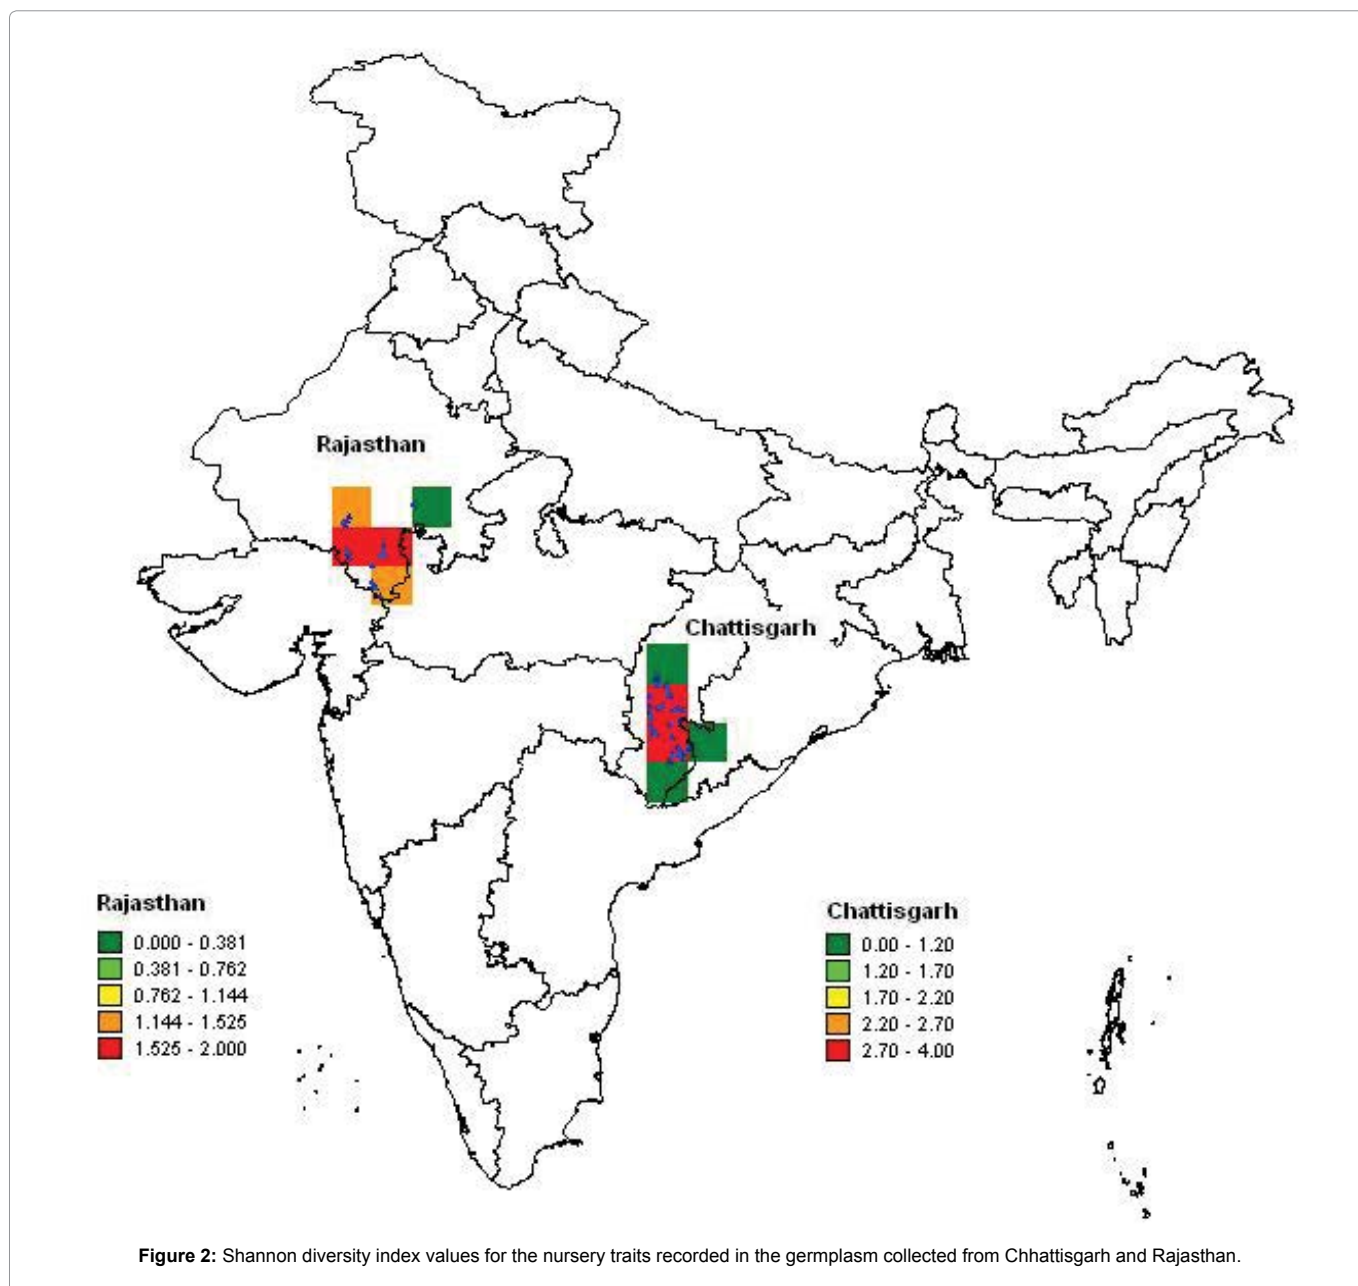 Rajasthan
Chattisgarh
Rajasthan
0.000 - 0.381
0.381 - 0.762
0.762 - 1.144
1.144 - 1.525
1.525 - 2.000
Chattisgarh
0.00 - 1.20
1.20 - 1.70
1.70 - 2.20
2.20 - 2.70
2.70 - 4.00
Figure 2: Shannon diversity index values for the nursery traits recorded in the germplasm collected from Chhattisgarh and Rajasthan.